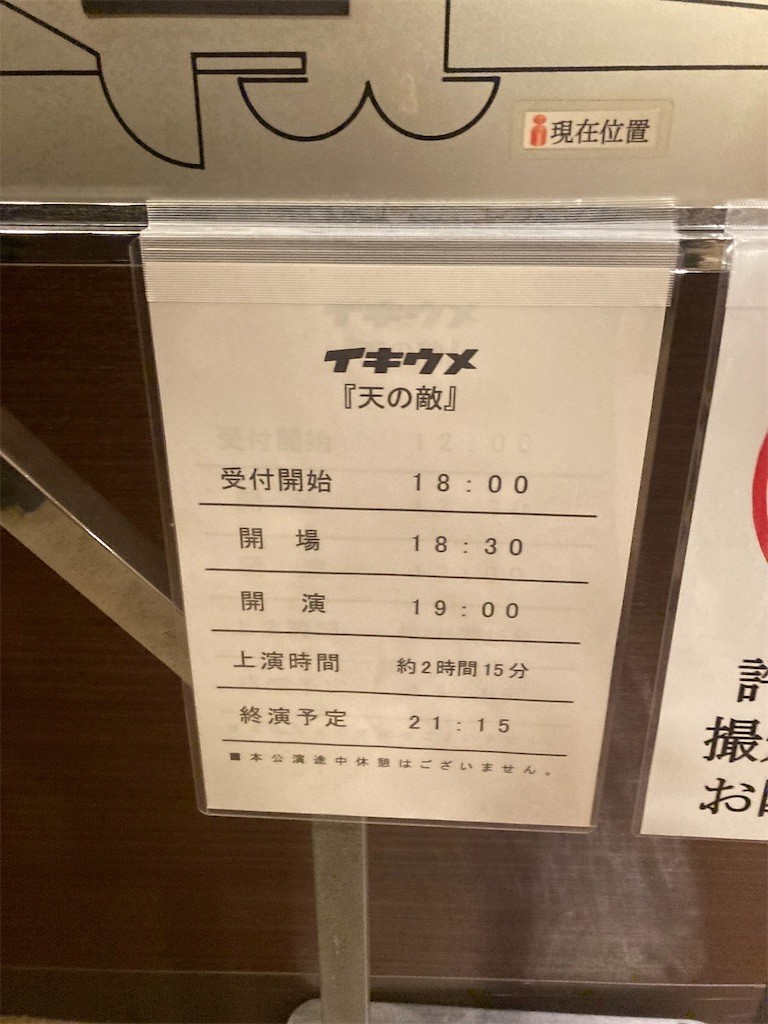 現在位置
イキウメ
『天の敵』
受付開始 18:00
開 場 18:30
開 演 19:00
上演時間 約2時間15分
終演予定 21:15
■本公演途中休憩はございません。
撮
お